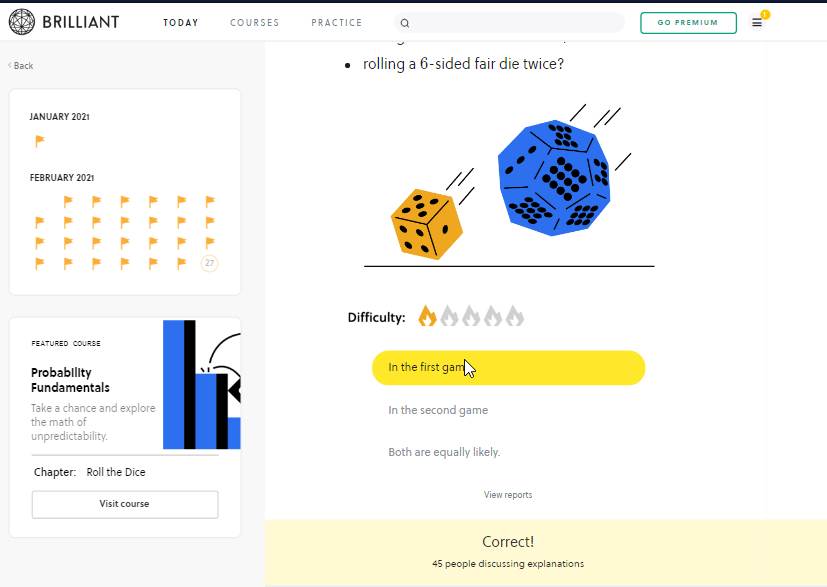 BRILLIANT
TODAY COURSES PRACTICE
GO PREMIUM
1
‹ Back
JANUARY 2021
FEBRUARY 2021
27
FEATURED COURSE
Probability
Fundamentals
Take a chance and explore
the math of
unpredictability.
Chapter: Roll the Dice
Visit course
• rolling a 6-sided fair die twice?
Difficulty:
In the first gam
In the second game
Both are equally likely.
View reports
Correct!
45 people discussing explanations